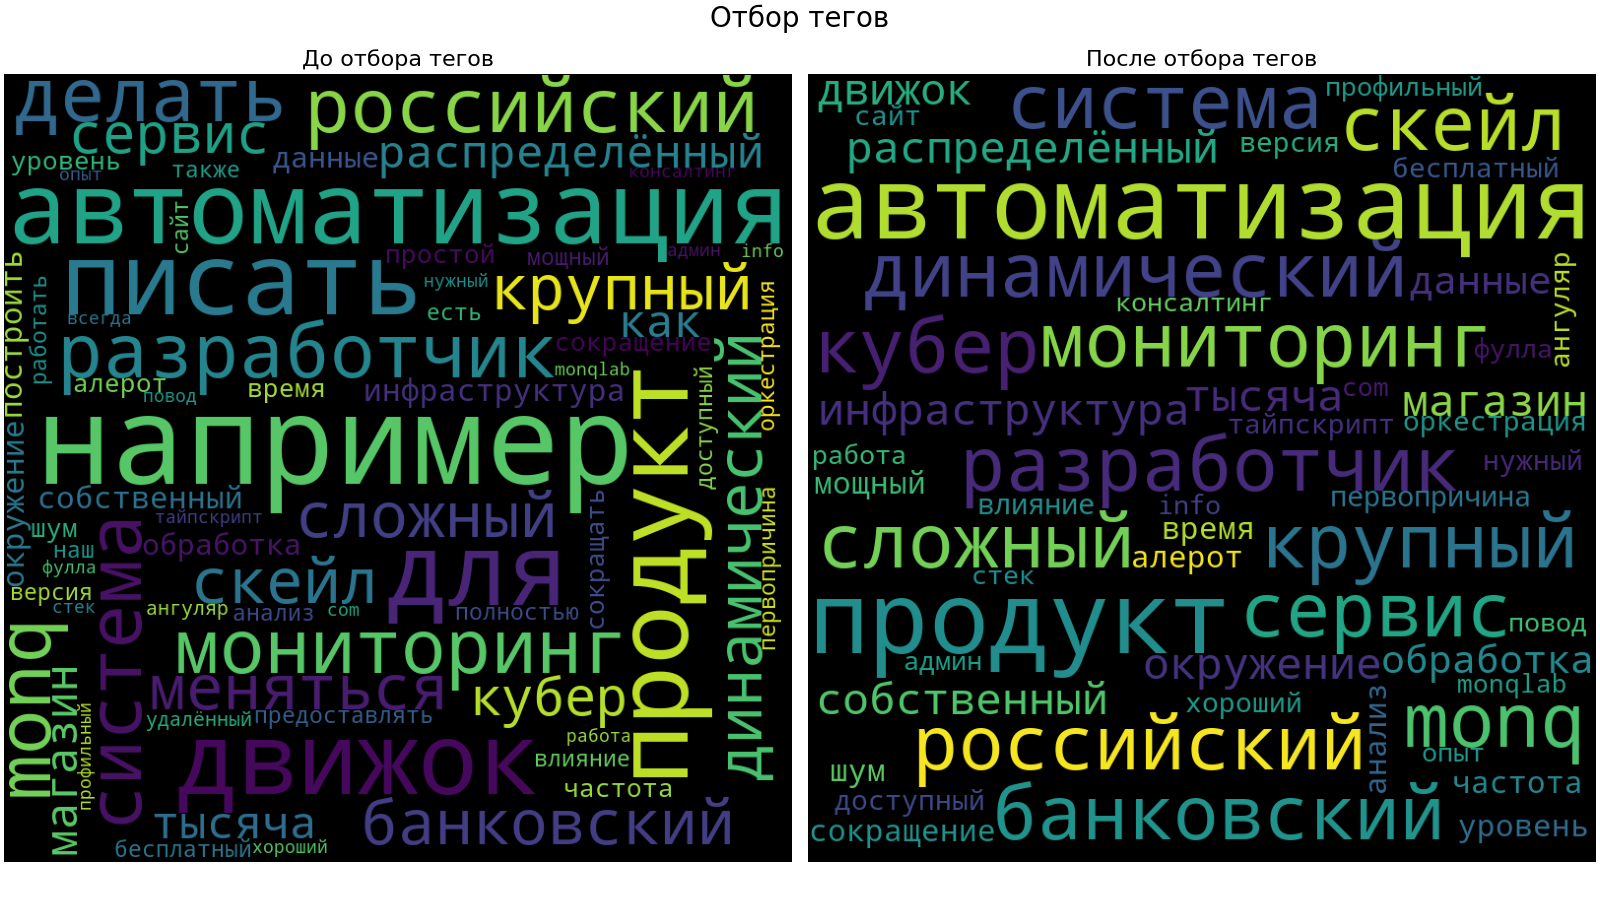 Отбор тегов
До отбора тегов
делать
российский
сервис
уровень
также
данные
распределённый
опыт
консалтинг
автоматизация
сайт
писать
простой
мощный
админ
info
нужный
крупный
построить
работать
всегда
есть
как
оркестрация
разработчик
сокращение
monqlab
алерот
повод
время
инфраструктура
доступный
динамический
например
продукт
окружение
собственный
сложный
сокращать
первопричина
шум
тайпскрипт
наш
обработка
фулла
система
скейл
для
версия
стек
ангуляр
анализ
com
полностью
monq
мониторинг
магазин
меняться
кубер
профильный
удалённый
предоставлять
движок
работа
влияние
частота
тысяча
банковский
бесплатный
хороший
После отбора тегов
движок
система
профильный
сайт
скейл
распределённый
версия
бесплатный
автоматизация
динамический
данные
ангуляр
консалтинг
кубер
мониторинг
фулла
инфраструктура
тысяча
com
магазин
тайпскрипт
оркестрация
работа
разработчик
нужный
мощный
влияние
info
первопричина
сложный
время
алерот
крупный
стек
продукт
сервис
повод
админ
окружение
обработка
собственный
хороший
monqlab
анализ
российский
monq
опыт
шум
частота
доступный
банковский
сокращение
уровень